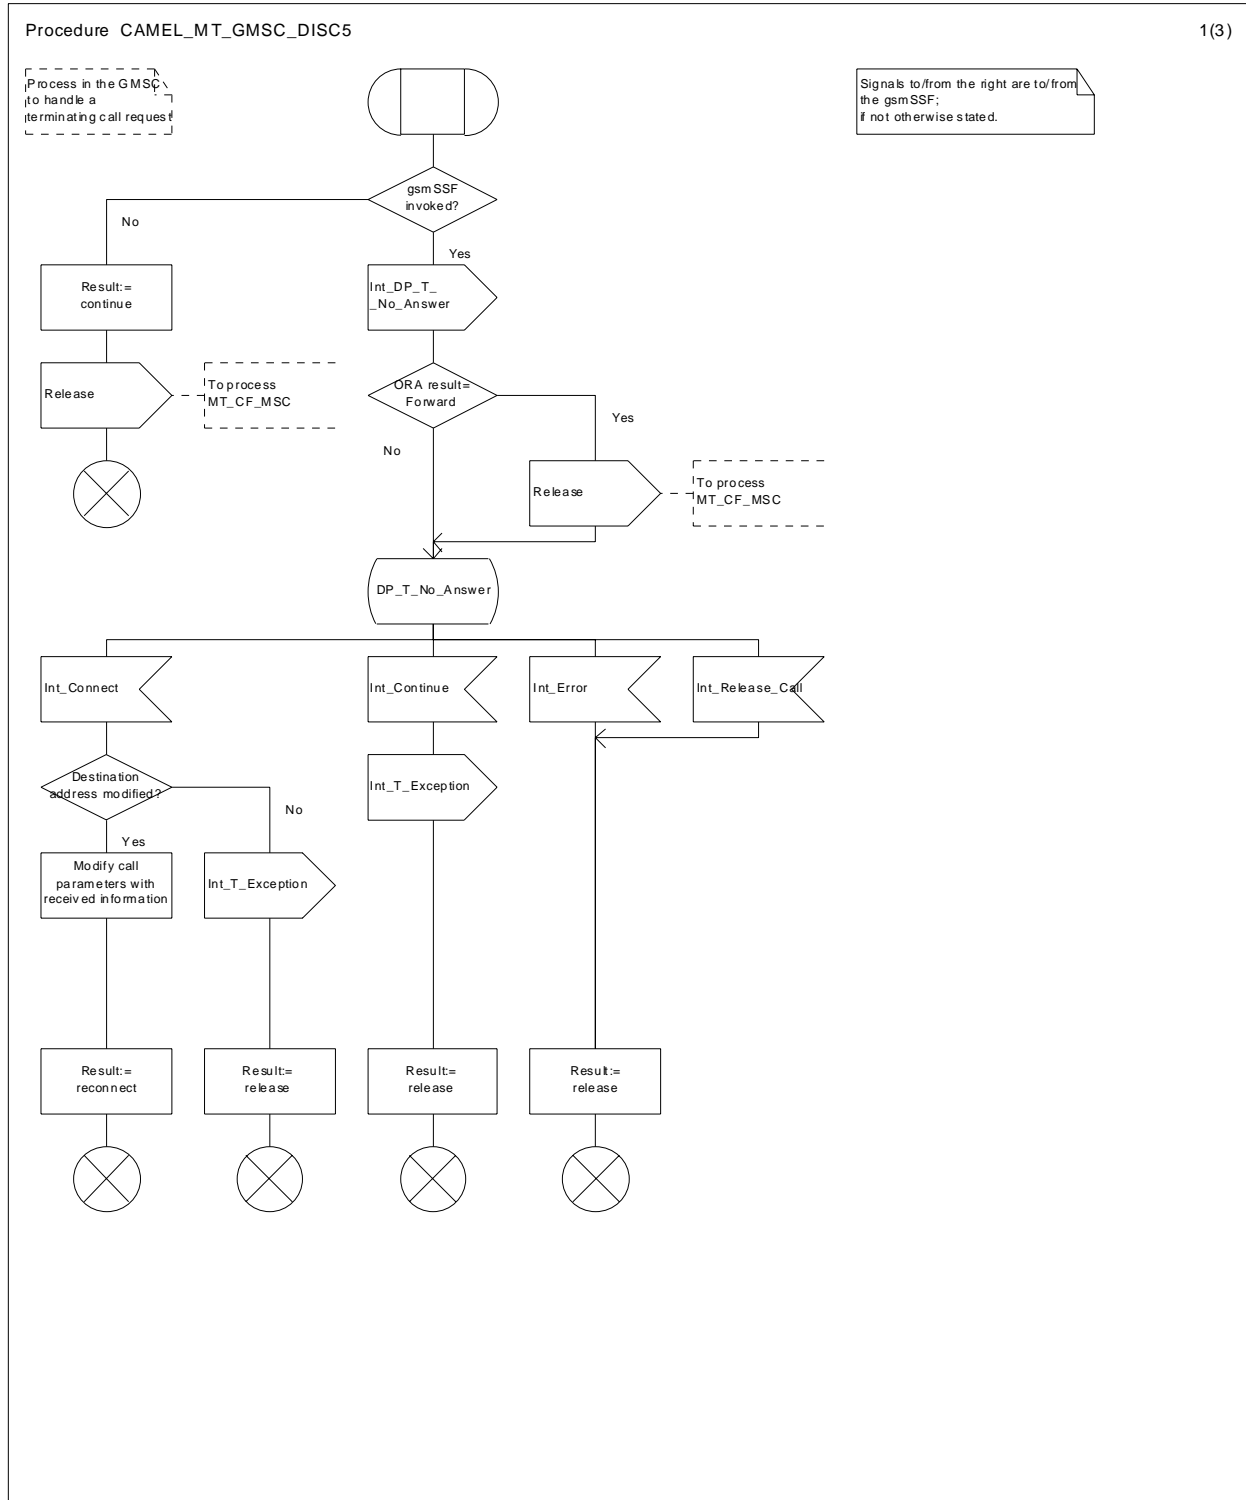 Procedure CAMEL_MT_GMSC_DISC5
1(3)
Process in the GMSC
to handle a
terminating call request
Signals to/from the right are to/from
the gsmSSF;
if not otherwise stated.
gsmSSF
invoked?
No
Yes
Result:=
continue
Int_DP_T_
_No_Answer
Release
To process
MT_CF_MSC
ORA result=
Forward
Yes
No
Release
To process
MT_CF_MSC
DP_T_No_Answer
Int_Connect
Int_Continue
Int_Error
Int_Release_Call
Destination
address modified?
No
Yes
Int_T_Exception
Modify call
parameters with
received information
Int_T_Exception
Result:=
reconnect
Result:=
release
Result:=
release
Result:=
release